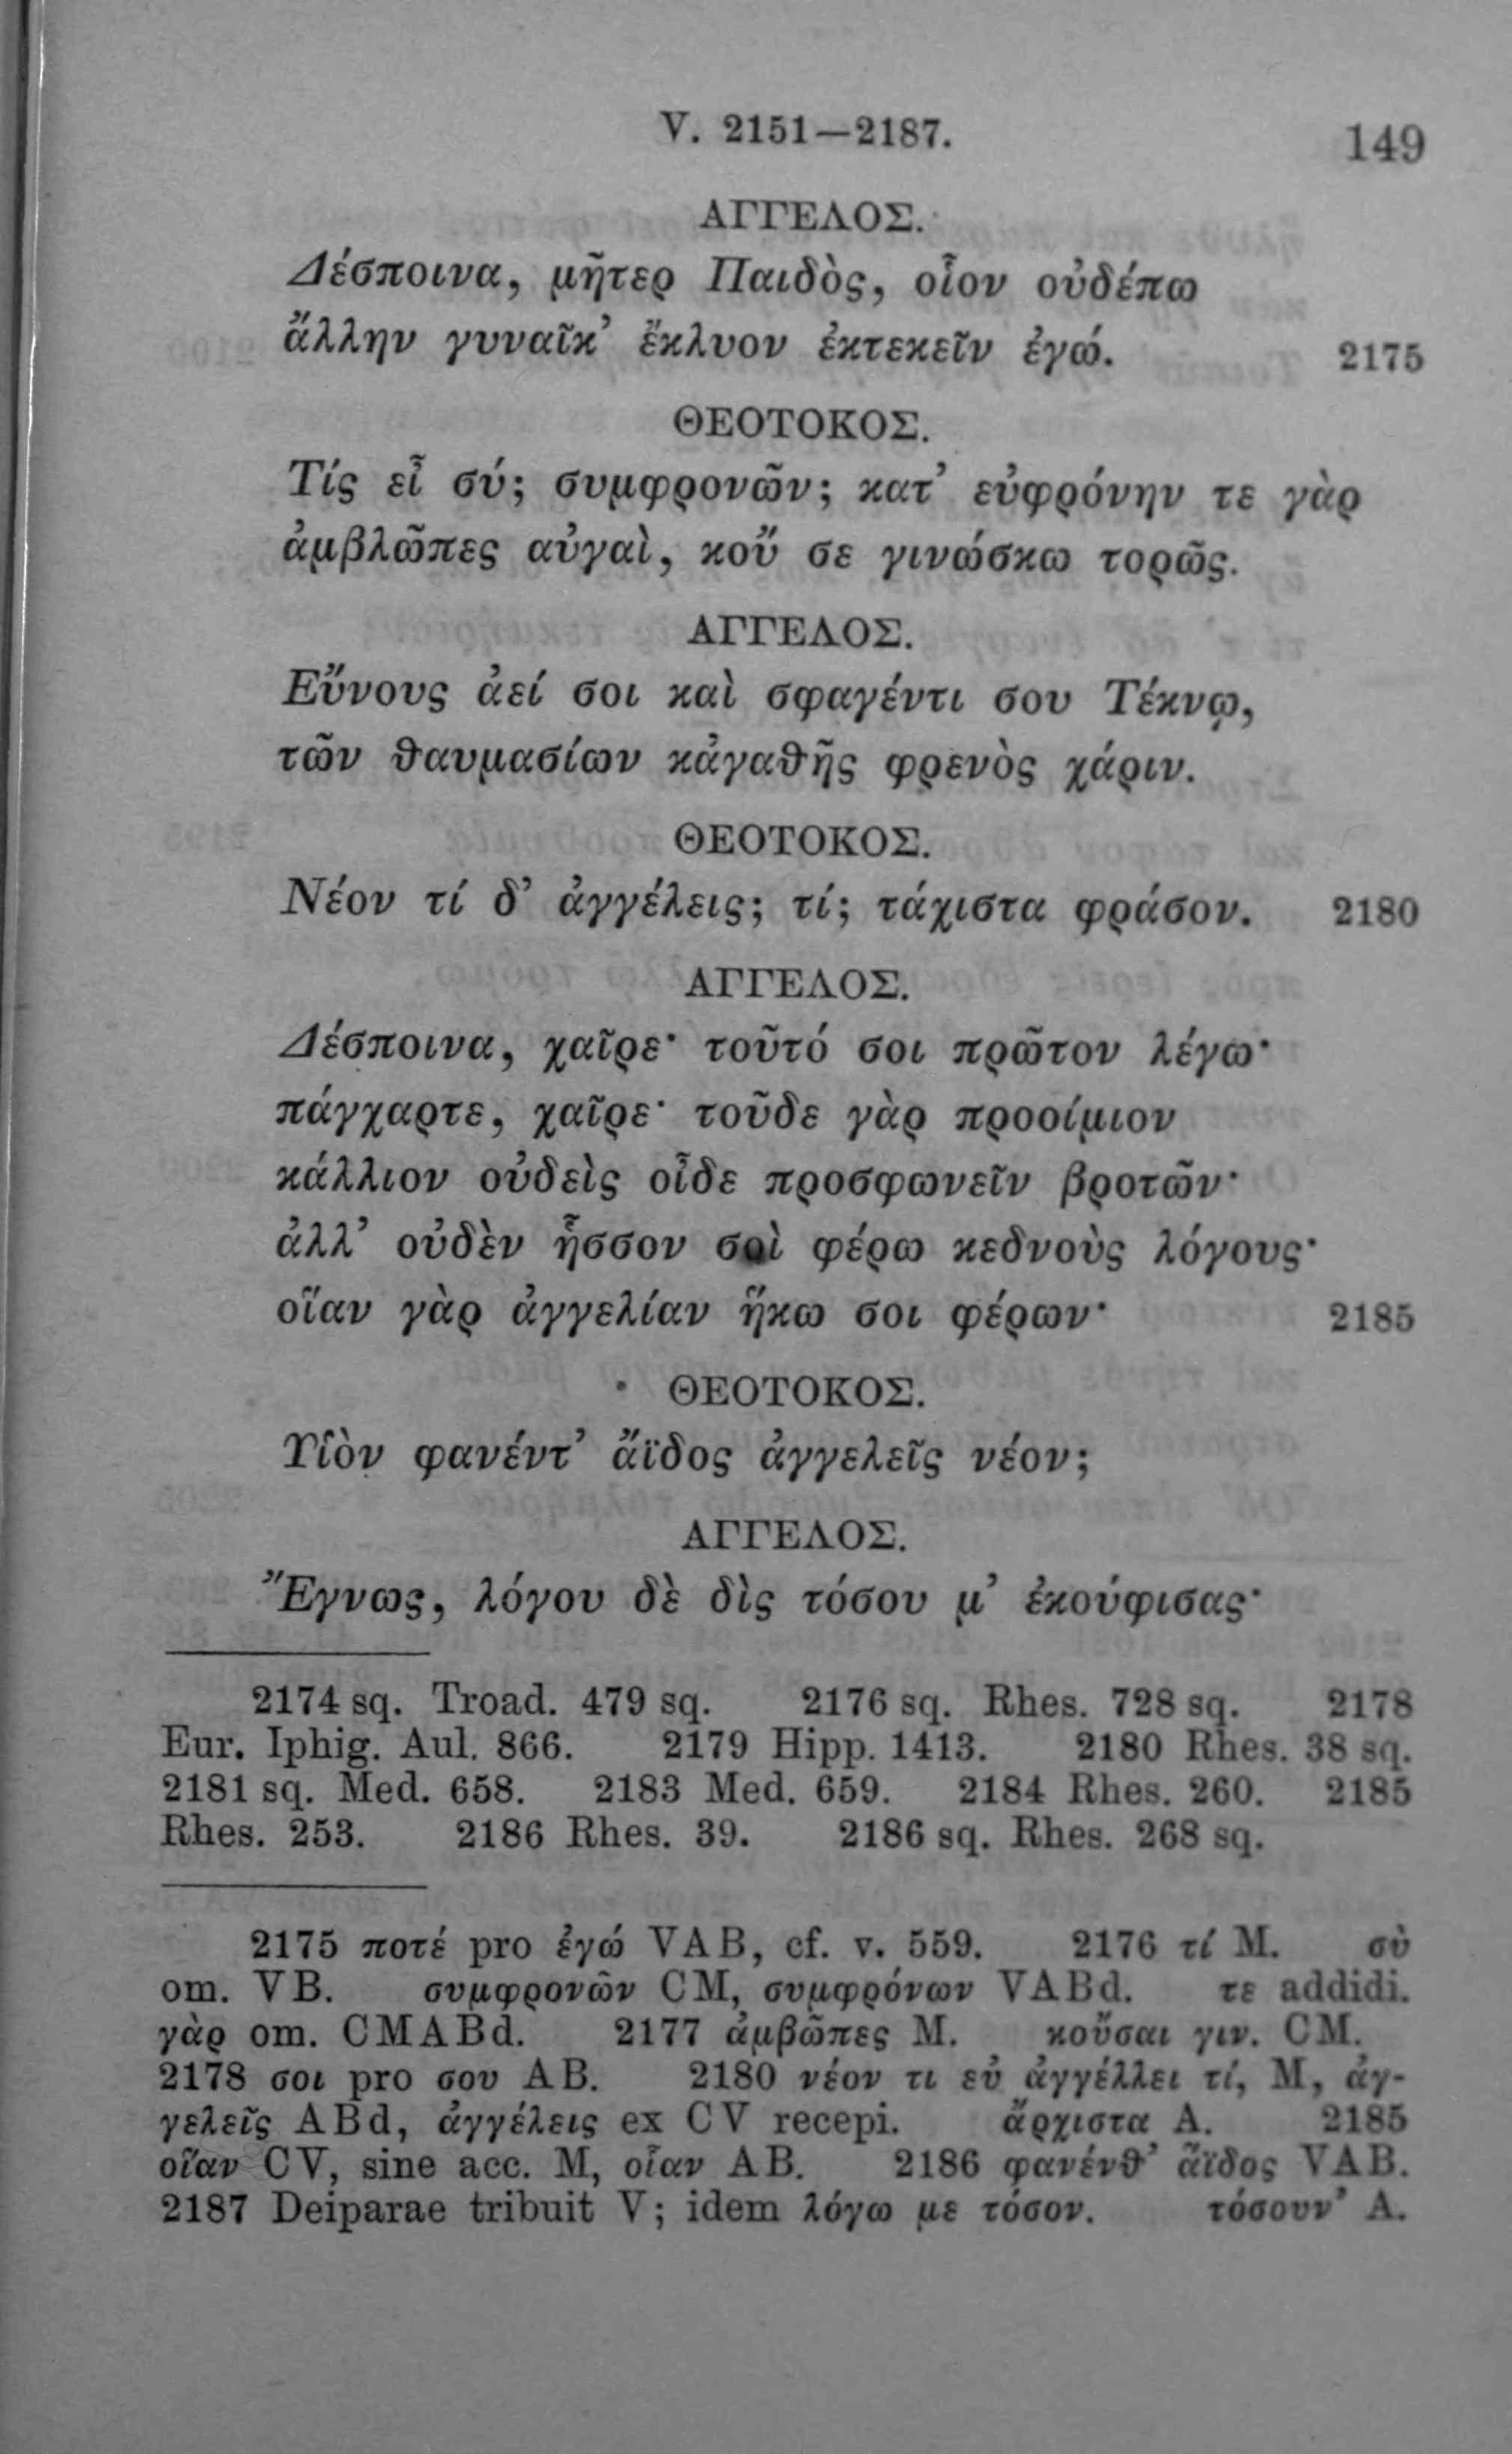 V. 2151—2187.
149
ΑΓΓΕΛΟΣ.
Δέσποινα, μῆτερ Παιδὸς, οἷον οὐδέπω
ἄλλην γυναῖκ’ ἔκλυον ἐκτεκεῖν ἐγώ. 2175
ΘΕΟΤΟΚΟΣ.
Τίς εἶ σύ; συμφρονῶν; κατ’ εὐφρόνην τε γὰρ
ἀμβλῶπες αὐγαὶ, κοὔ σε γινώσκω τορῶς.
ΑΓΓΕΛΟΣ.
Εὔνους ἀεί σοι καὶ σφαγέντι σου Τέκνῳ,
τῶν θαυμασίων κἀγαθῆς φρενὸς χάριν.
ΘΕΟΤΟΚΟΣ.
Νέον τί δ’ ἀγγέλεις; τί; τάχιστα φράσον. 2180
ΑΓΓΕΛΟΣ.
Δέσποινα, χαῖρε· τοῦτό σοι πρῶτον λέγω·
πάγχαρτε, χαῖρε· τοῦδε γὰρ προοίμιον
κάλλιον οὐδεὶς οἶδε προσφωνεῖν βροτῶν·
ἀλλ’ οὐδὲν ἧσσον σοὶ φέρω κεδνοὺς λόγους·
οἵαν γὰρ ἀγγελίαν ἥκω σοι φέρων· 2185
ΘΕΟΤΟΚΟΣ.
Υἱὸν φανέντ’ ἄϊδος ἀγγελεῖς νέον;
ΑΓΓΕΛΟΣ.
Ἔγνως, λόγου δὲ δὶς τόσου μ’ ἐκούφισας·
2174 sq. Troad. 479 sq. 2176 sq. Rhes. 728 sq. 2178
Eur. Iphig. Aul. 866. 2179 Hipp. 1413. 2180 Rhes. 38 sq.
2181 sq. Med. 658. 2183 Med. 659. 2184 Rhes. 260. 2185
Rhes. 253. 2186 Rhes. 39. 2186 sq. Rhes. 268 sq.
2175 ποτέ pro ἐγώ VAB, cf. v. 559. 2176 τί M. σὺ
om. VB. συμφρονῶν CM, συμφρόνων VABd. τε addidi.
γὰρ om. CMABd. 2177 ἀμβῶπες M. κοὔσαι γιν. CM.
2178 σοι pro σου AB. 2180 νέον τι εὐ ἀγγέλλει τί, M, ἀγ-
γελεῖς ABd, ἀγγέλεις ex CV recepi. ἄρχιστα A. 2185
οἵαν CV, sine acc. M, οἷαν AB. 2186 φανένθ’ ἅϊδος VAB.
2187 Deiparae tribuit V; idem λόγω με τόσον. τόσουν’ A.